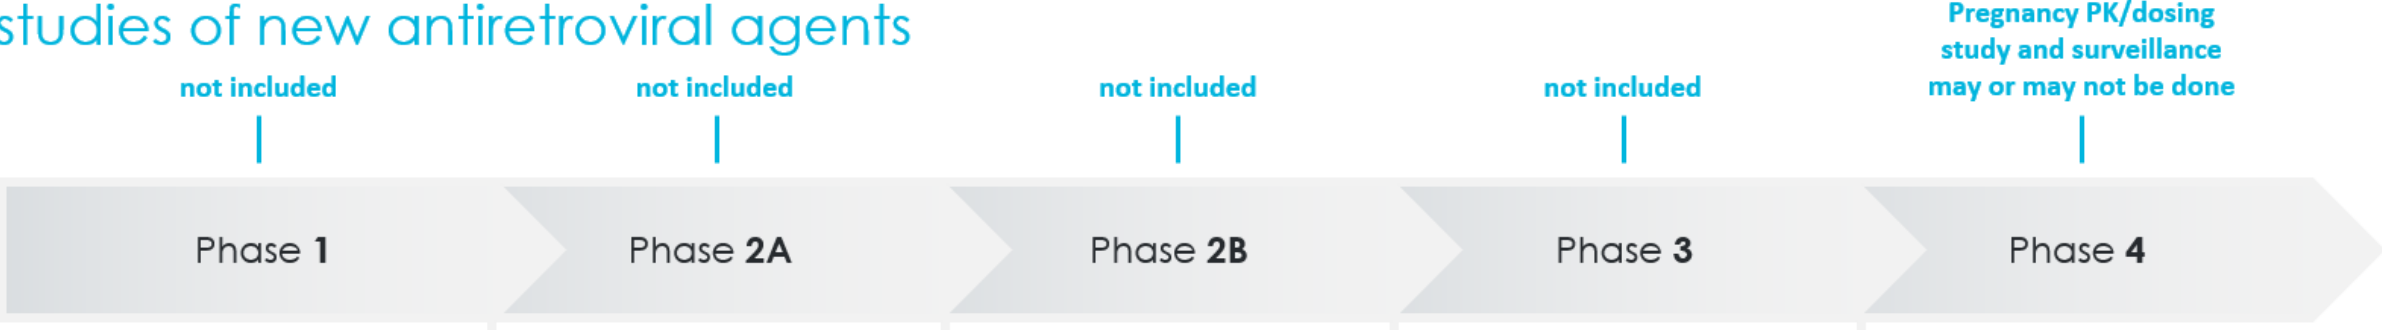 studies of new antiretroviral agents
not included
not included
not included
not included
Pregnancy PK/dosing
study and surveillance
may or may not be done
Phase 1
Phase 2A
Phase 2B
Phase 3
Phase 4